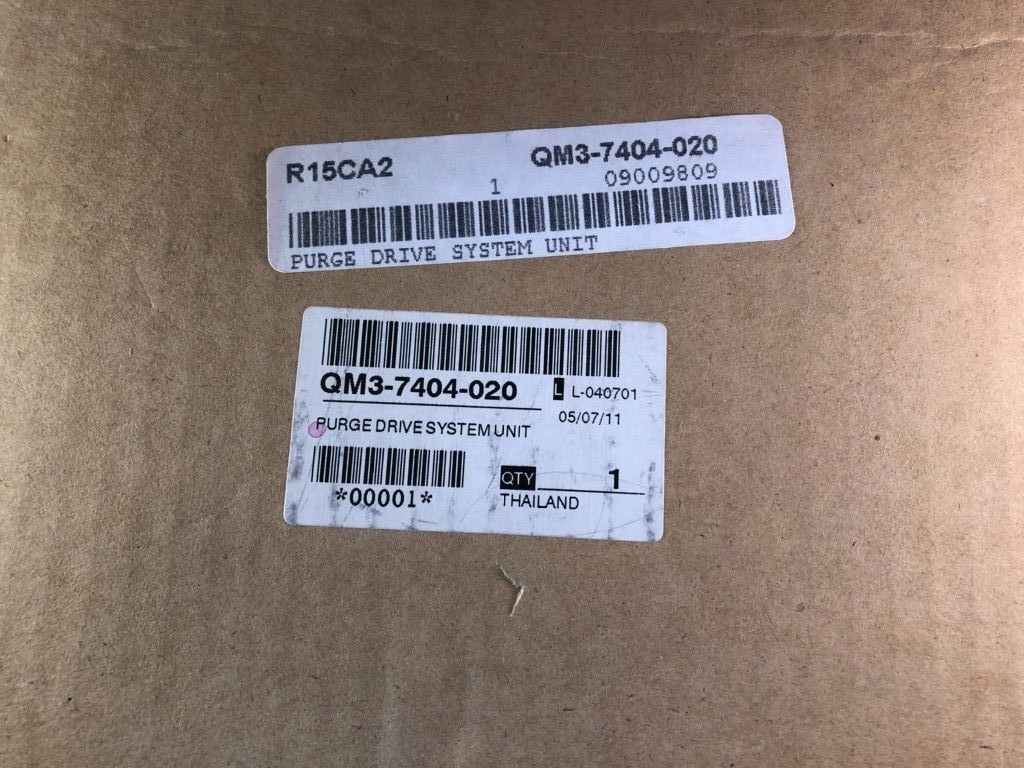 R15CA2 QM3-7404-020
1 09009809
PURGE DRIVE SYSTEM UNIT
QM3-7404-020 L L-040701
05/07/11
PURGE DRIVE SYSTEM UNIT
QTY 1
*00001* THAILAND